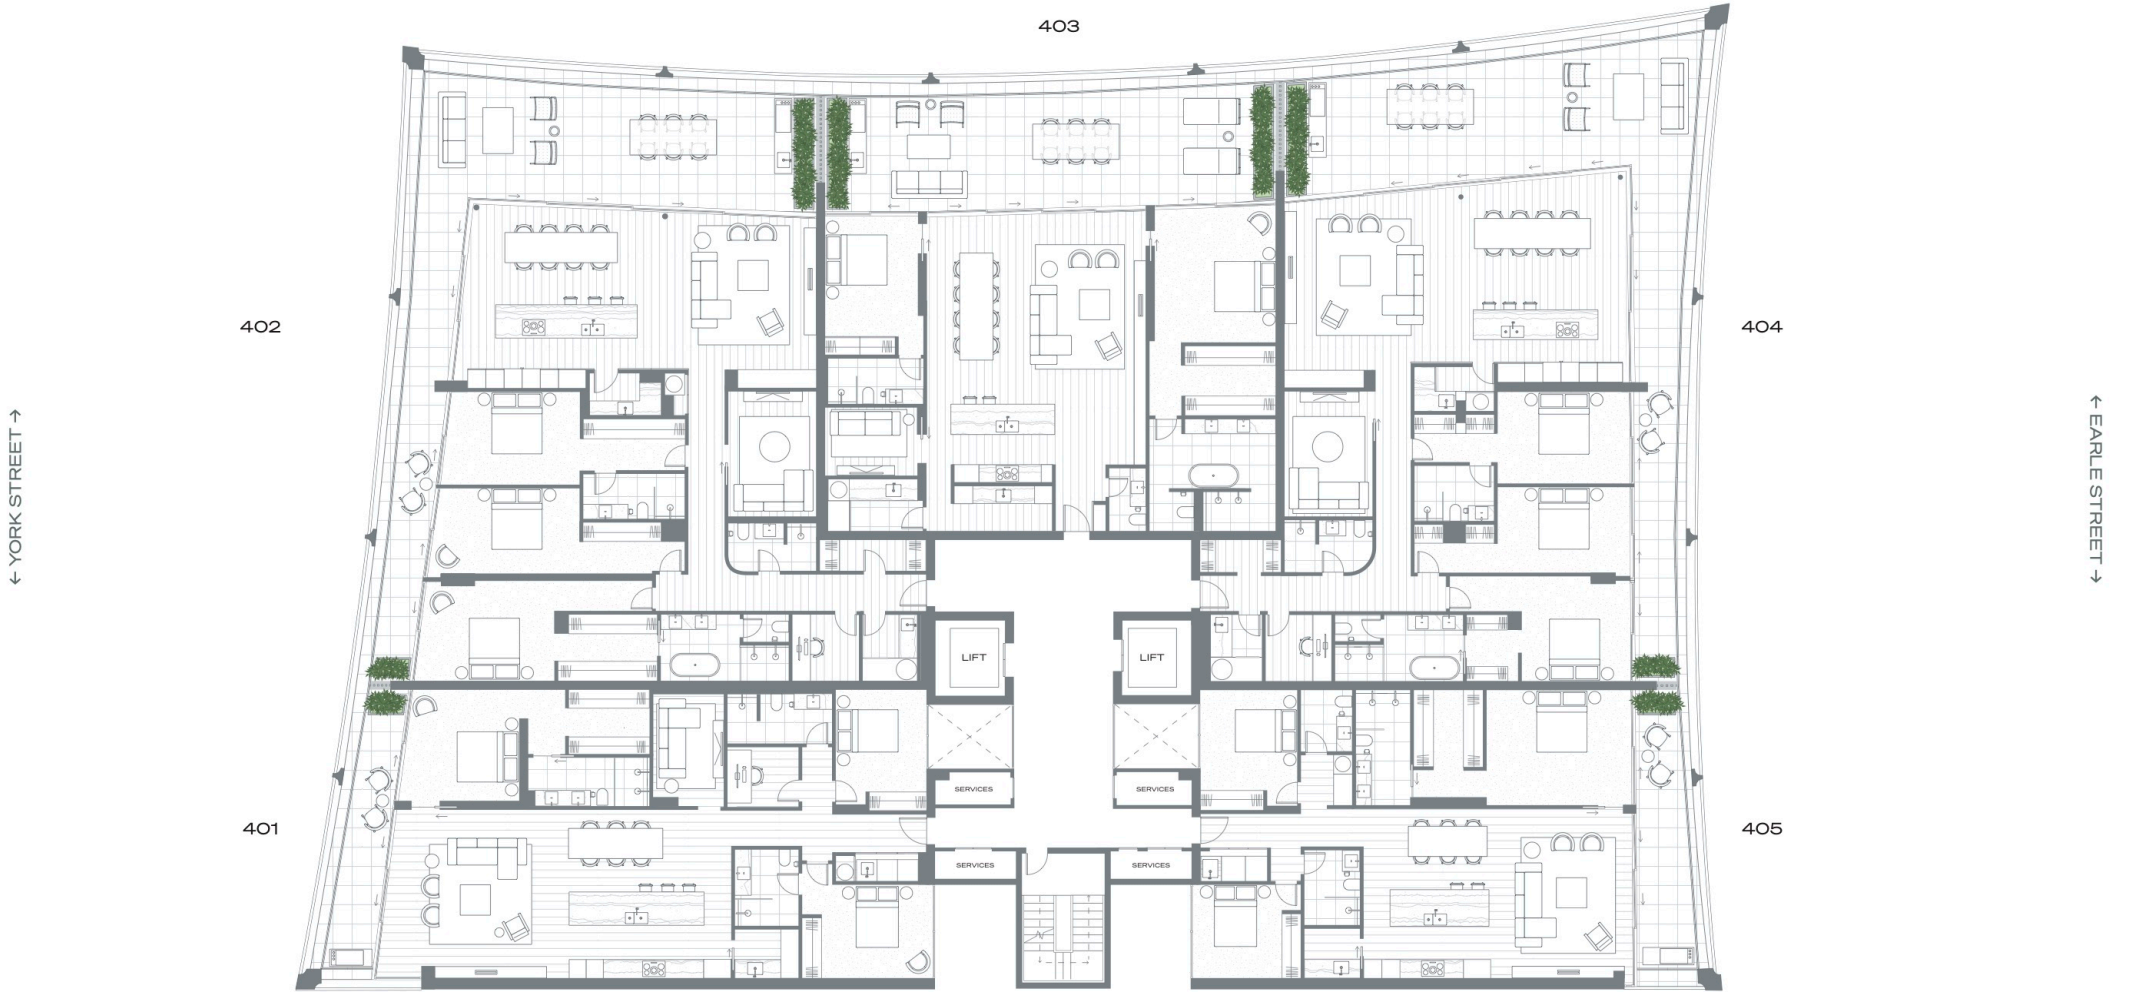 403
402
404
← YORK STREET →
← EARLE STREET →
LIFT
LIFT
SERVICES
SERVICES
401
405
SERVICES
SERVICES